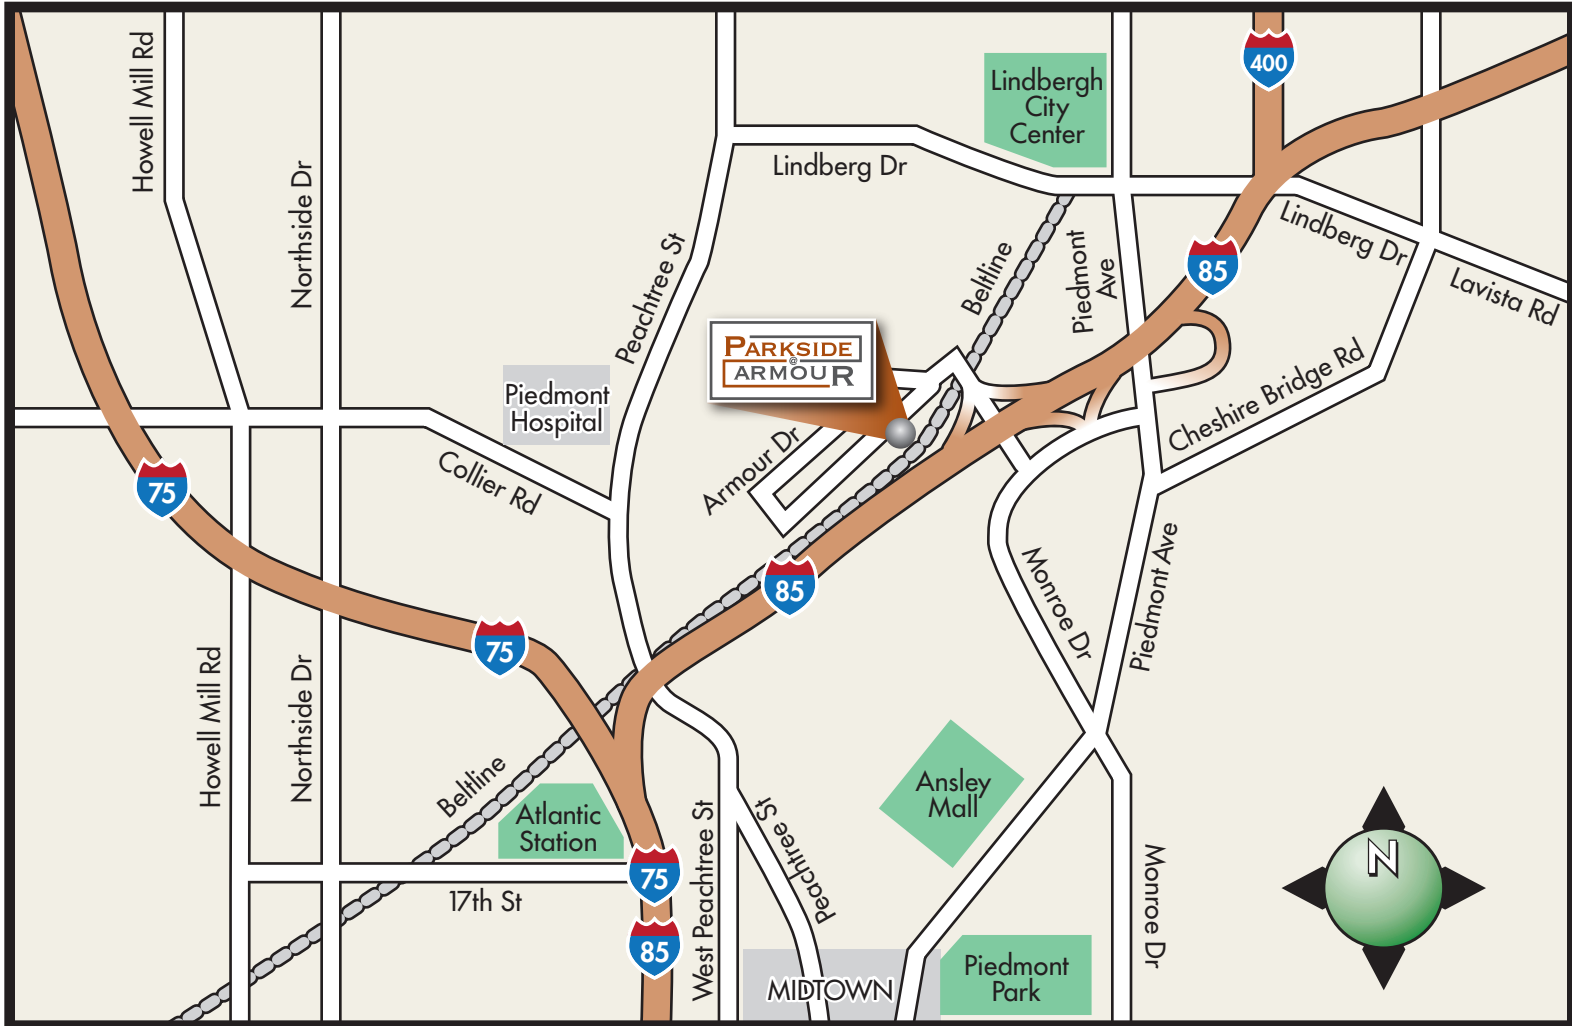 Howell Mill Rd
Northside Dr
Lindbergh
City
Center
400
Lindberg Dr
Peachtree St
Beltline
Piedmont
Ave
85
Lindberg Dr
Lavista Rd
PARKSIDE
@
ARMOUR
Piedmont
Hospital
Cheshire Bridge Rd
Armour Dr
Collier Rd
75
85
Monroe Dr
Piedmont Ave
75
Howell Mill Rd
Northside Dr
Beltline
Atlantic
Station
Ansley
Mall
West Peachtree St
Peachtree St
75
17th St
85
Monroe Dr
N
MIDTOWN
Piedmont
Park